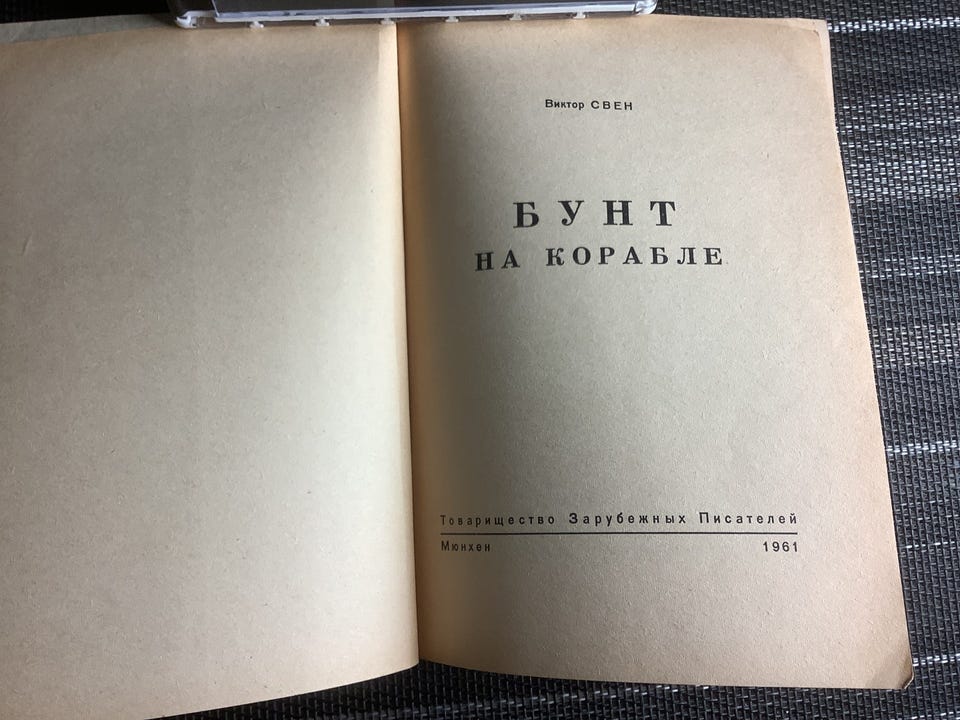 Виктор СВЕН
БУНТ
НА КОРАБЛЕ
Товарищество Зарубежных Писателей
Мюнхен 1961